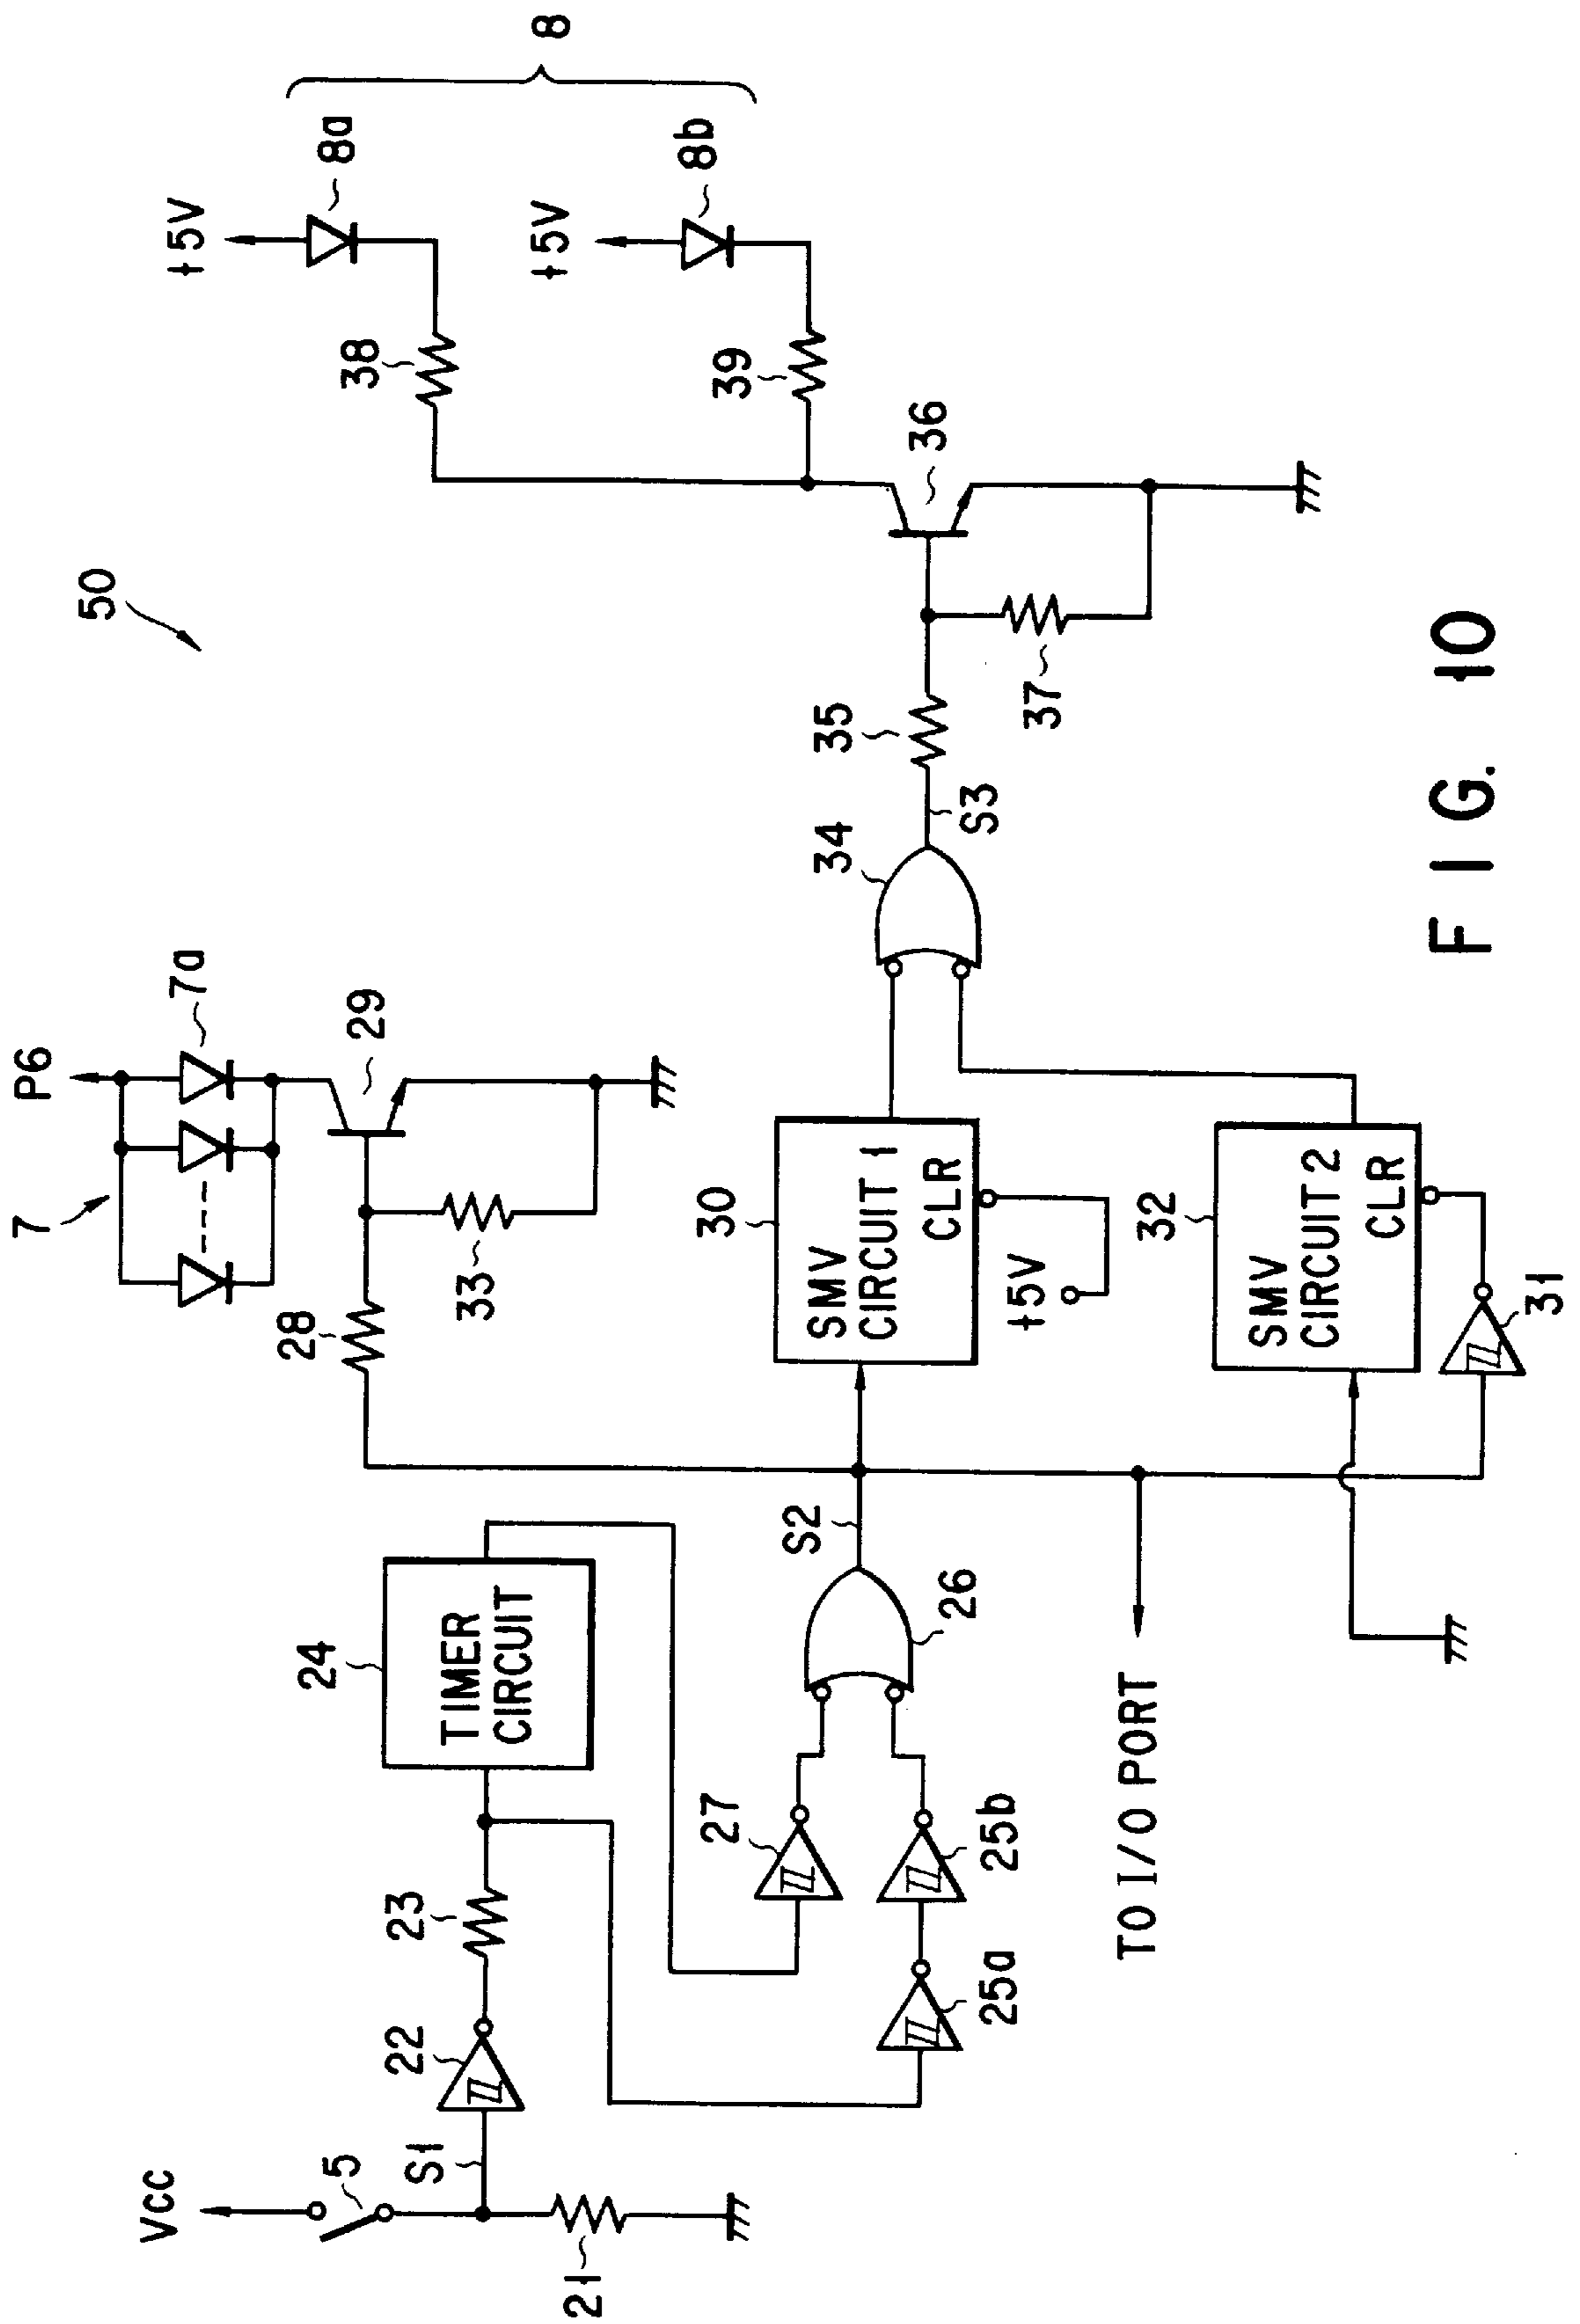 50
8
+5V
8a
38
+5V
8b
39
36
35
37
S3
34
P6
7
7a
29
28
33
30
SMV
CIRCUIT 1
CLR
+5V
32
SMV
CIRCUIT 2
CLR
31
24
TIMER
CIRCUIT
S2
26
27
25b
25a
TO I/O PORT
23
22
VCC
5
S1
21
FIG. 10